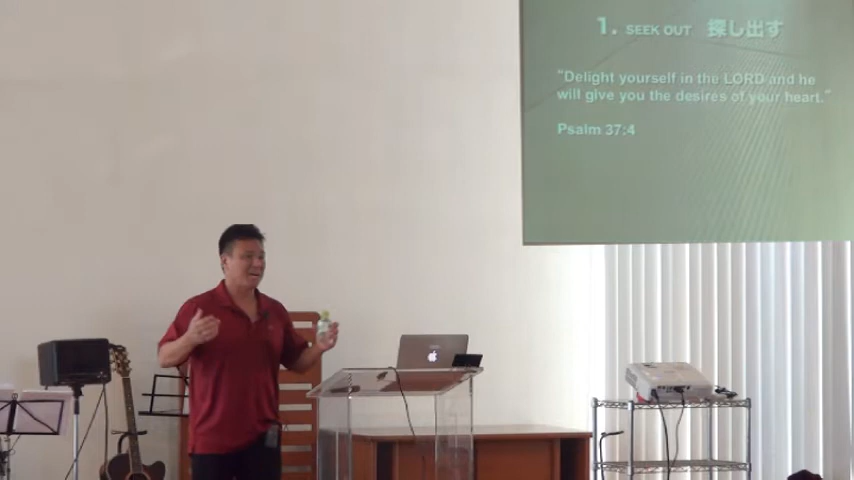 1. SEEK OUT 探し出す
"Delight yourself in the LORD and he
will give you the desires of your heart."
Psalm 37:4